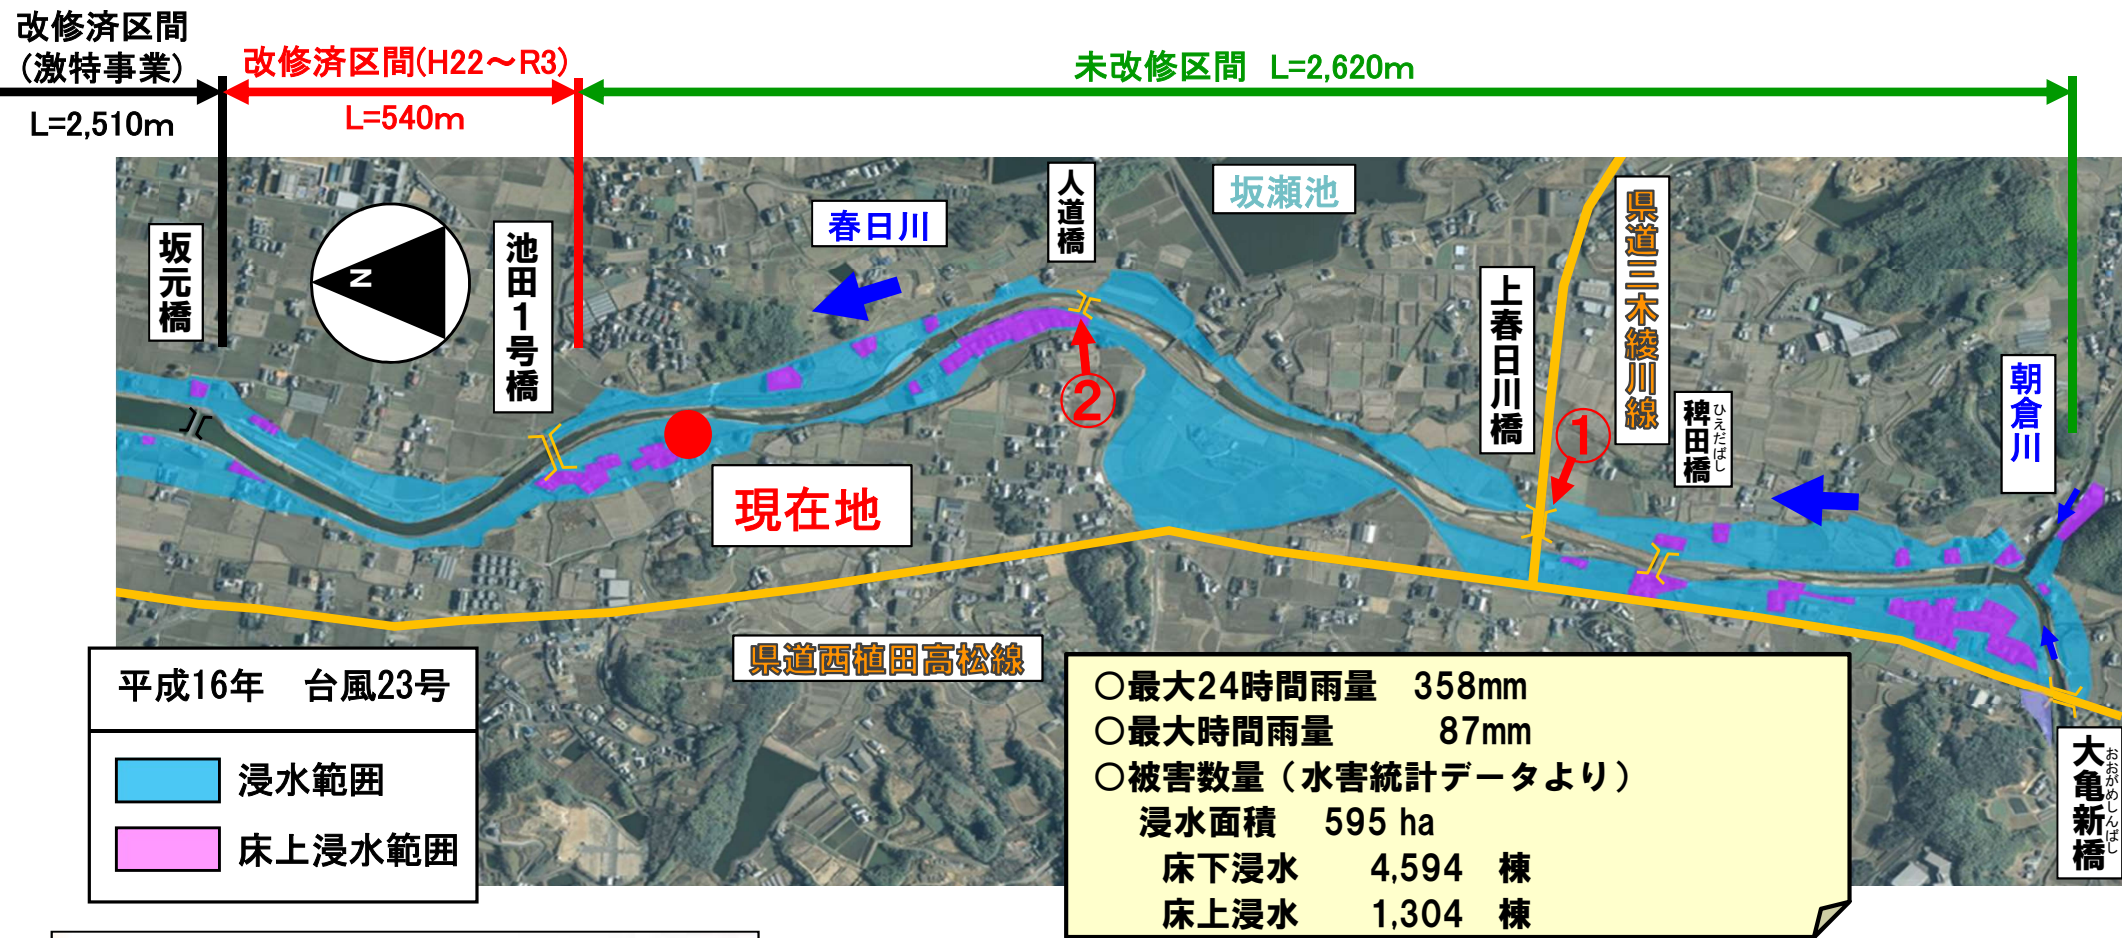 改修済区間
(激特事業)
L=2,510m
改修済区間(H22～R3)
L=540m
未改修区間 L=2,620m
坂元橋
N
池田1号橋
春日川
人道橋
坂瀬池
上春日川橋
県道三木綾川線
稗田橋
ひえだばし
朝倉川
①
②
現在地
県道西植田高松線
大亀新橋
おおがめしんばし
平成16年 台風23号
浸水範囲
床上浸水範囲
○最大24時間雨量 358mm
○最大時間雨量 87mm
○被害数量（水害統計データより）
浸水面積 595 ha
床下浸水 4,594 棟
床上浸水 1,304 棟